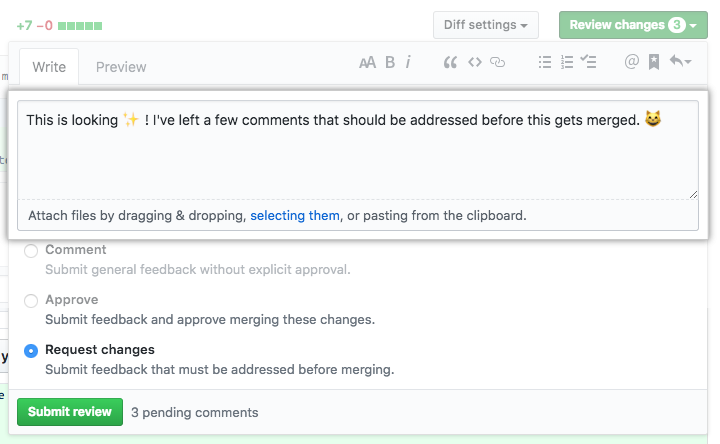 +7 −0
Diff settings
Review changes 3
Write
Preview
AA B i
This is looking ✨ ! I've left a few comments that should be addressed before this gets merged. 😺
Attach files by dragging & dropping, selecting them, or pasting from the clipboard.
Comment
Submit general feedback without explicit approval.
Approve
Submit feedback and approve merging these changes.
Request changes
Submit feedback that must be addressed before merging.
Submit review
3 pending comments